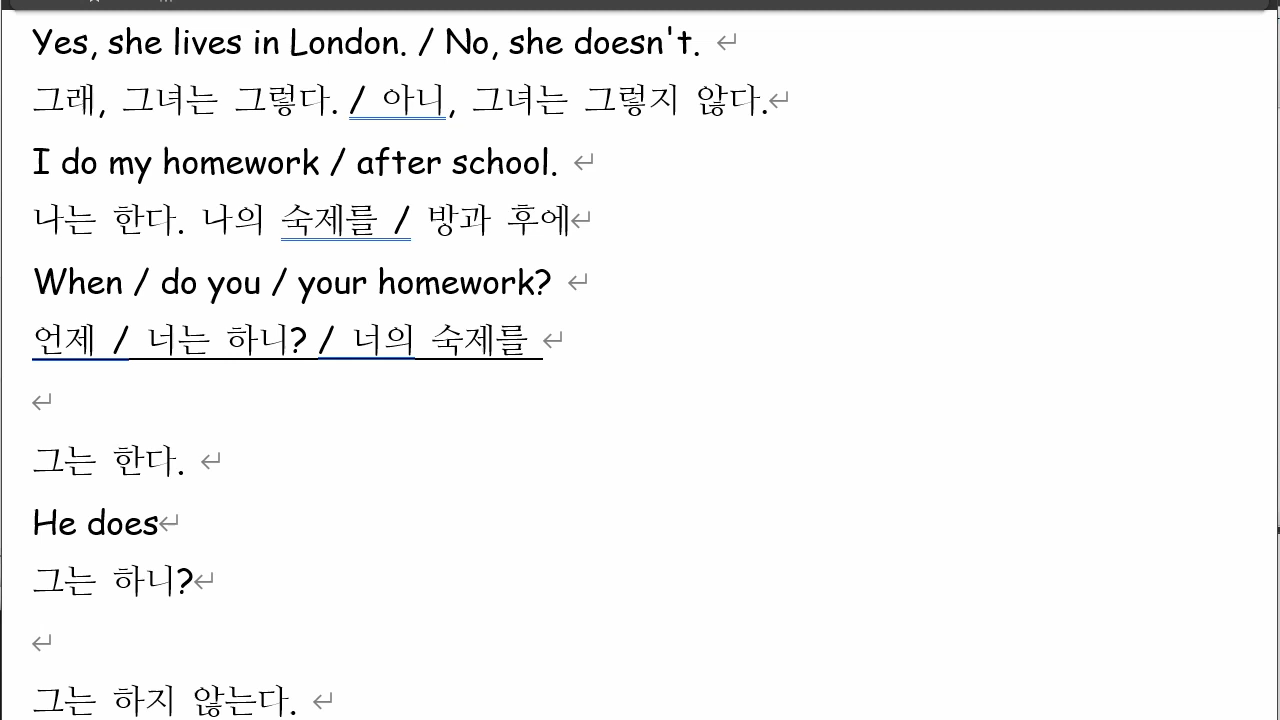 Yes, she lives in London. / No, she doesn't.
그래, 그녀는 그렇다. / 아니, 그녀는 그렇지 않다.
I do my homework / after school.
나는 한다. 나의 숙제를 / 방과 후에
When / do you / your homework?
언제 / 너는 하니? / 너의 숙제를
그는 한다.
He does
그는 하니?
그는 하지 않는다.